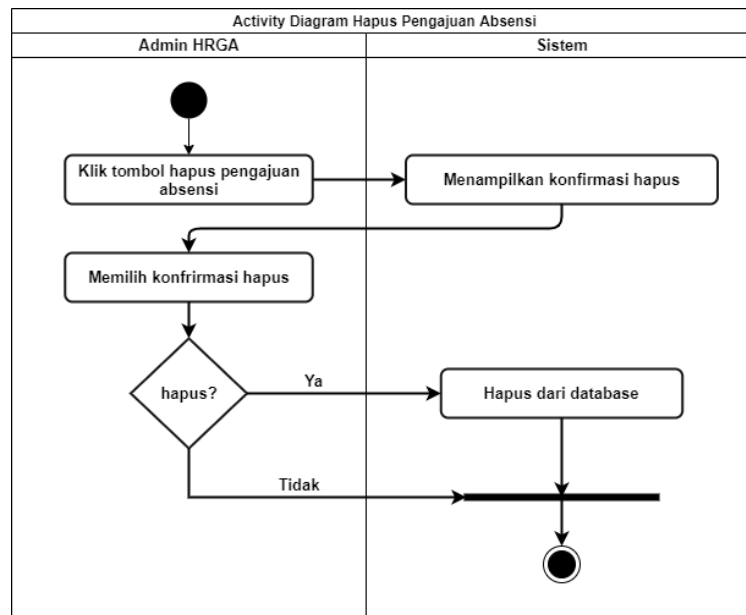 Activity Diagram Hapus Pengajuan Absensi
Admin HRGA
Sistem
Klik tombol hapus pengajuan
absensi
Menampilkan konfirmasi hapus
Memilih konfrirmasi hapus
hapus?
Ya
Hapus dari database
Tidak